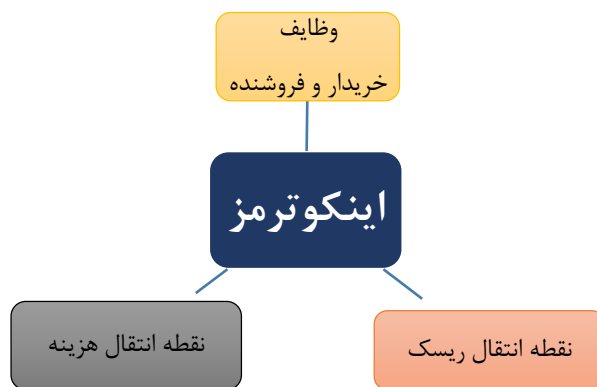 وظایف
خریدار و فروشنده
اینکوترمز
نقطه انتقال ریسک
نقطه انتقال هزینه